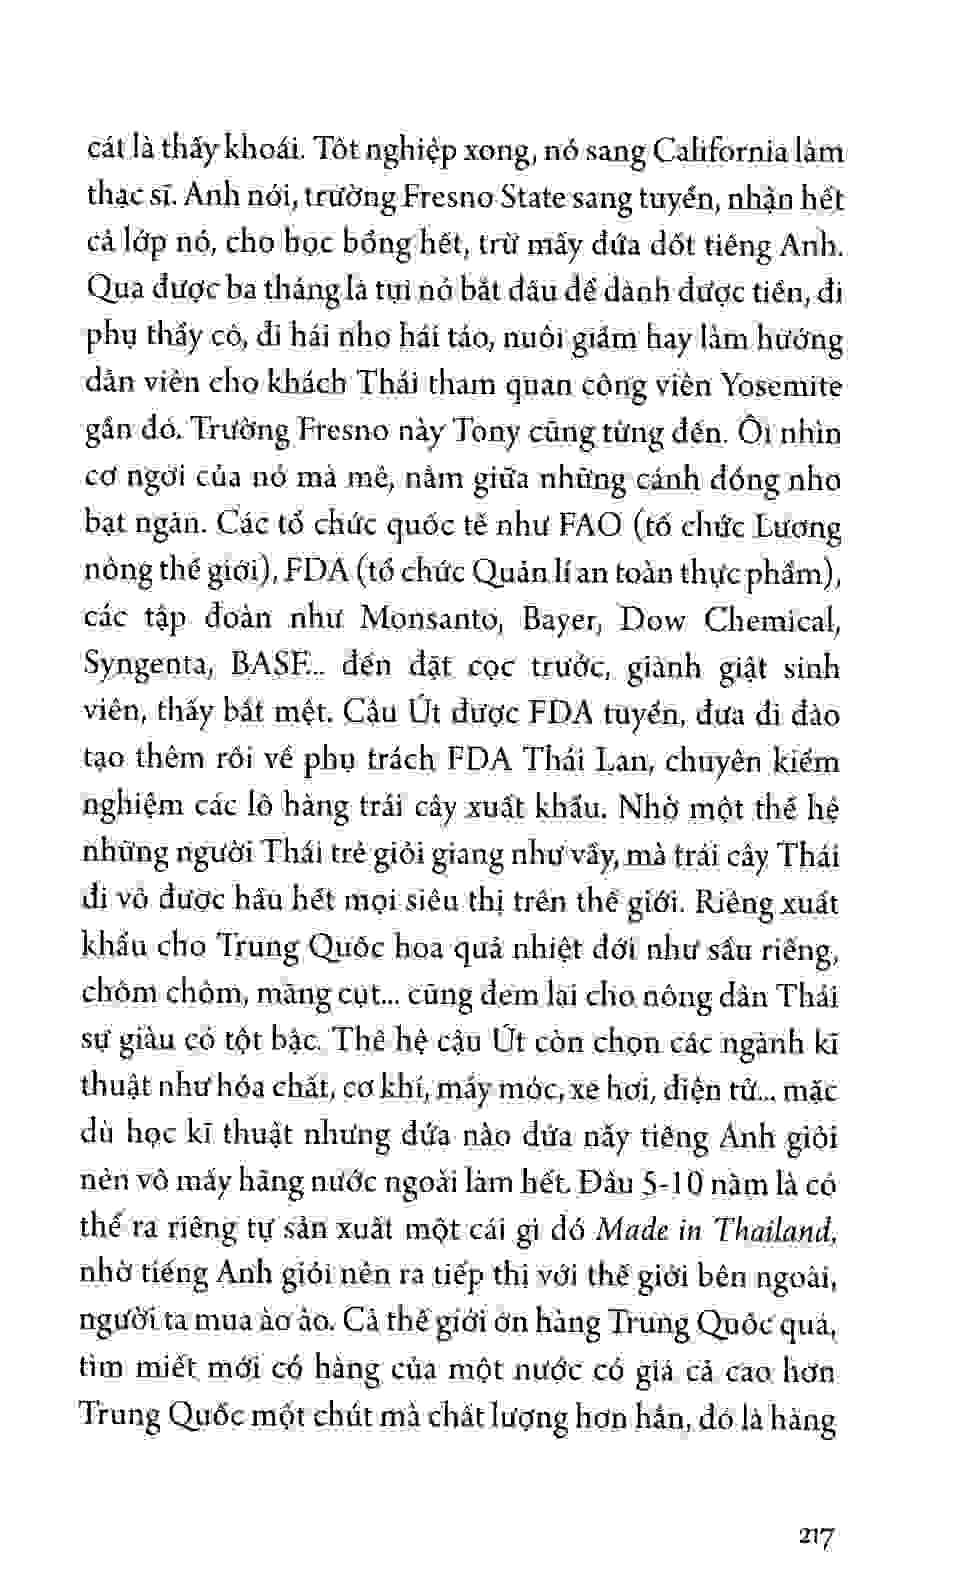 cát là thấy khoái. Tốt nghiệp xong, nó sang California làm
thạc sĩ. Anh nói, trường Fresno State sang tuyển, nhận hết
cả lớp nó, cho học bổng hết, trừ mấy đứa dốt tiếng Anh.
Qua được ba tháng là tụi nó bắt đầu để dành được tiền, đi
phụ thầy cô, đi hái nho hái táo, nuôi giấm hay làm hướng
dẫn viên cho khách Thái tham quan công viên Yosemite
gần đó. Trường Fresno này Tony cũng từng đến. Ôi nhìn
cơ ngơi của nó mà mê, nằm giữa những cánh đồng nho
bạt ngàn. Các tổ chức quốc tế như FAO (tổ chức Lương
nông thế giới), FDA (tổ chức Quản lí an toàn thực phẩm),
các tập đoàn như Monsanto, Bayer, Dow Chemical,
Syngenta, BASF... đến đặt cọc trước, giành giật sinh
viên, thấy bắt mệt. Cậu Út được FDA tuyển, đưa đi đào
tạo thêm rồi về phụ trách FDA Thái Lan, chuyên kiểm
nghiệm các lô hàng trái cây xuất khẩu. Nhờ một thế hệ
những người Thái trẻ giỏi giang như vầy, mà trái cây Thái
đi vô được hầu hết mọi siêu thị trên thế giới. Riêng xuất
khẩu cho Trung Quốc hoa quả nhiệt đới như sầu riêng,
chôm chôm, măng cụt... cũng đem lại cho nông dân Thái
sự giàu có tột bậc. Thế hệ cậu Út còn chọn các ngành kĩ
thuật như hóa chất, cơ khí, máy móc, xe hơi, điện tử... mặc
dù học kĩ thuật nhưng đứa nào đứa nấy tiếng Anh giỏi
nên vô mấy hãng nước ngoài làm hết. Đâu 5-10 năm là có
thể ra riêng tự sản xuất một cái gì đó Made in Thailand,
nhờ tiếng Anh giỏi nên ra tiếp thị với thế giới bên ngoài,
người ta mua ào ào. Cả thế giới ớn hàng Trung Quốc quá,
tìm miết mới có hàng của một nước có giá cả cao hơn
Trung Quốc một chút mà chất lượng hơn hẳn, đó là hàng
217